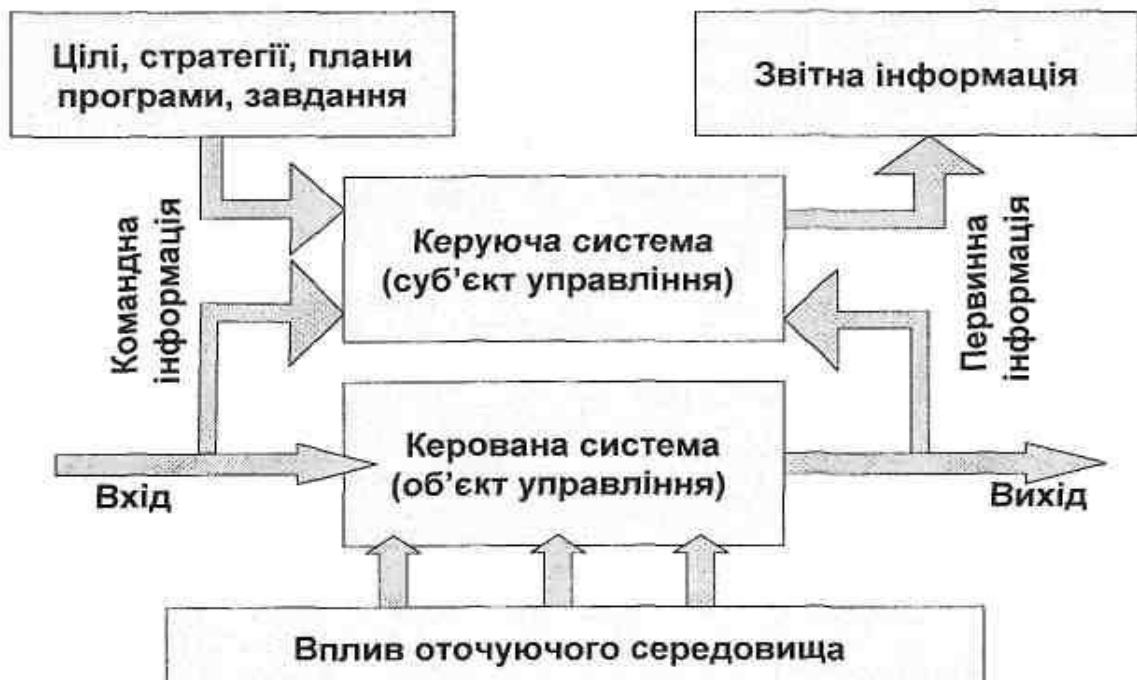 Цілі, стратегії, плани
програми, завдання
Звітна інформація
Командна
інформація
Керуюча система
(суб’єкт управління)
Первинна
інформація
Керована система
(об’єкт управління)
Вхід
Вихід
Вплив оточуючого середовища